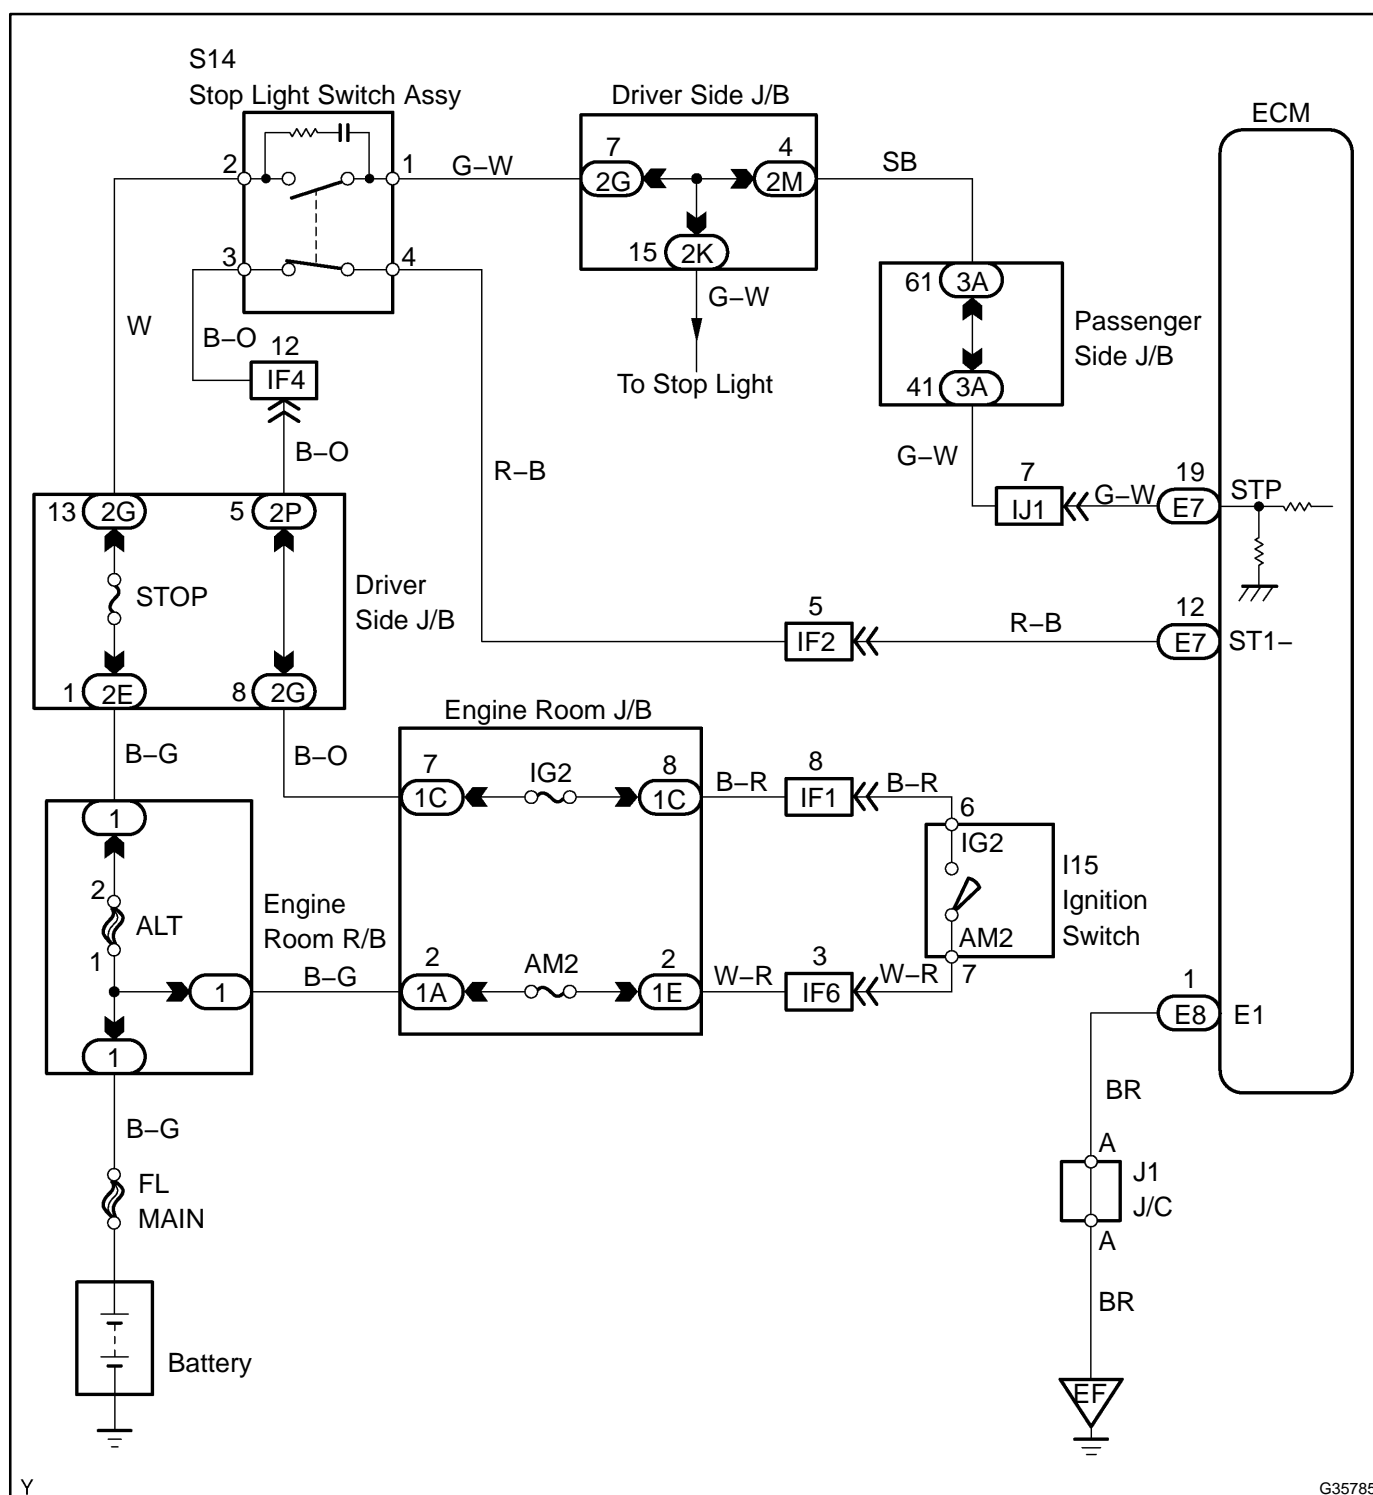 S14
Stop Light Switch Assy
Driver Side J/B
ECM
2
1
G–W
7
2G
4
2M
SB
3
4
15
2K
G–W
To Stop Light
61
3A
Passenger
Side J/B
41
3A
W
B–O
12
IF4
B–O
R–B
G–W
7
IJ1
G–W
19
E7
STP
13
2G
5
2P
STOP
Driver
Side J/B
1
2E
8
2G
5
IF2
R–B
12
E7
ST1–
B–G
B–O
Engine Room J/B
7
1C
IG2
8
1C
B–R
8
IF1
B–R
6
IG2
I15
Ignition
Switch
AM2
7
1
2
ALT
1
Engine
Room R/B
1
B–G
2
1A
AM2
2
1E
W–R
3
IF6
W–R
1
1
E8
E1
B–G
BR
FL
MAIN
A
J1
J/C
A
BR
Battery
EF
Y
G35785